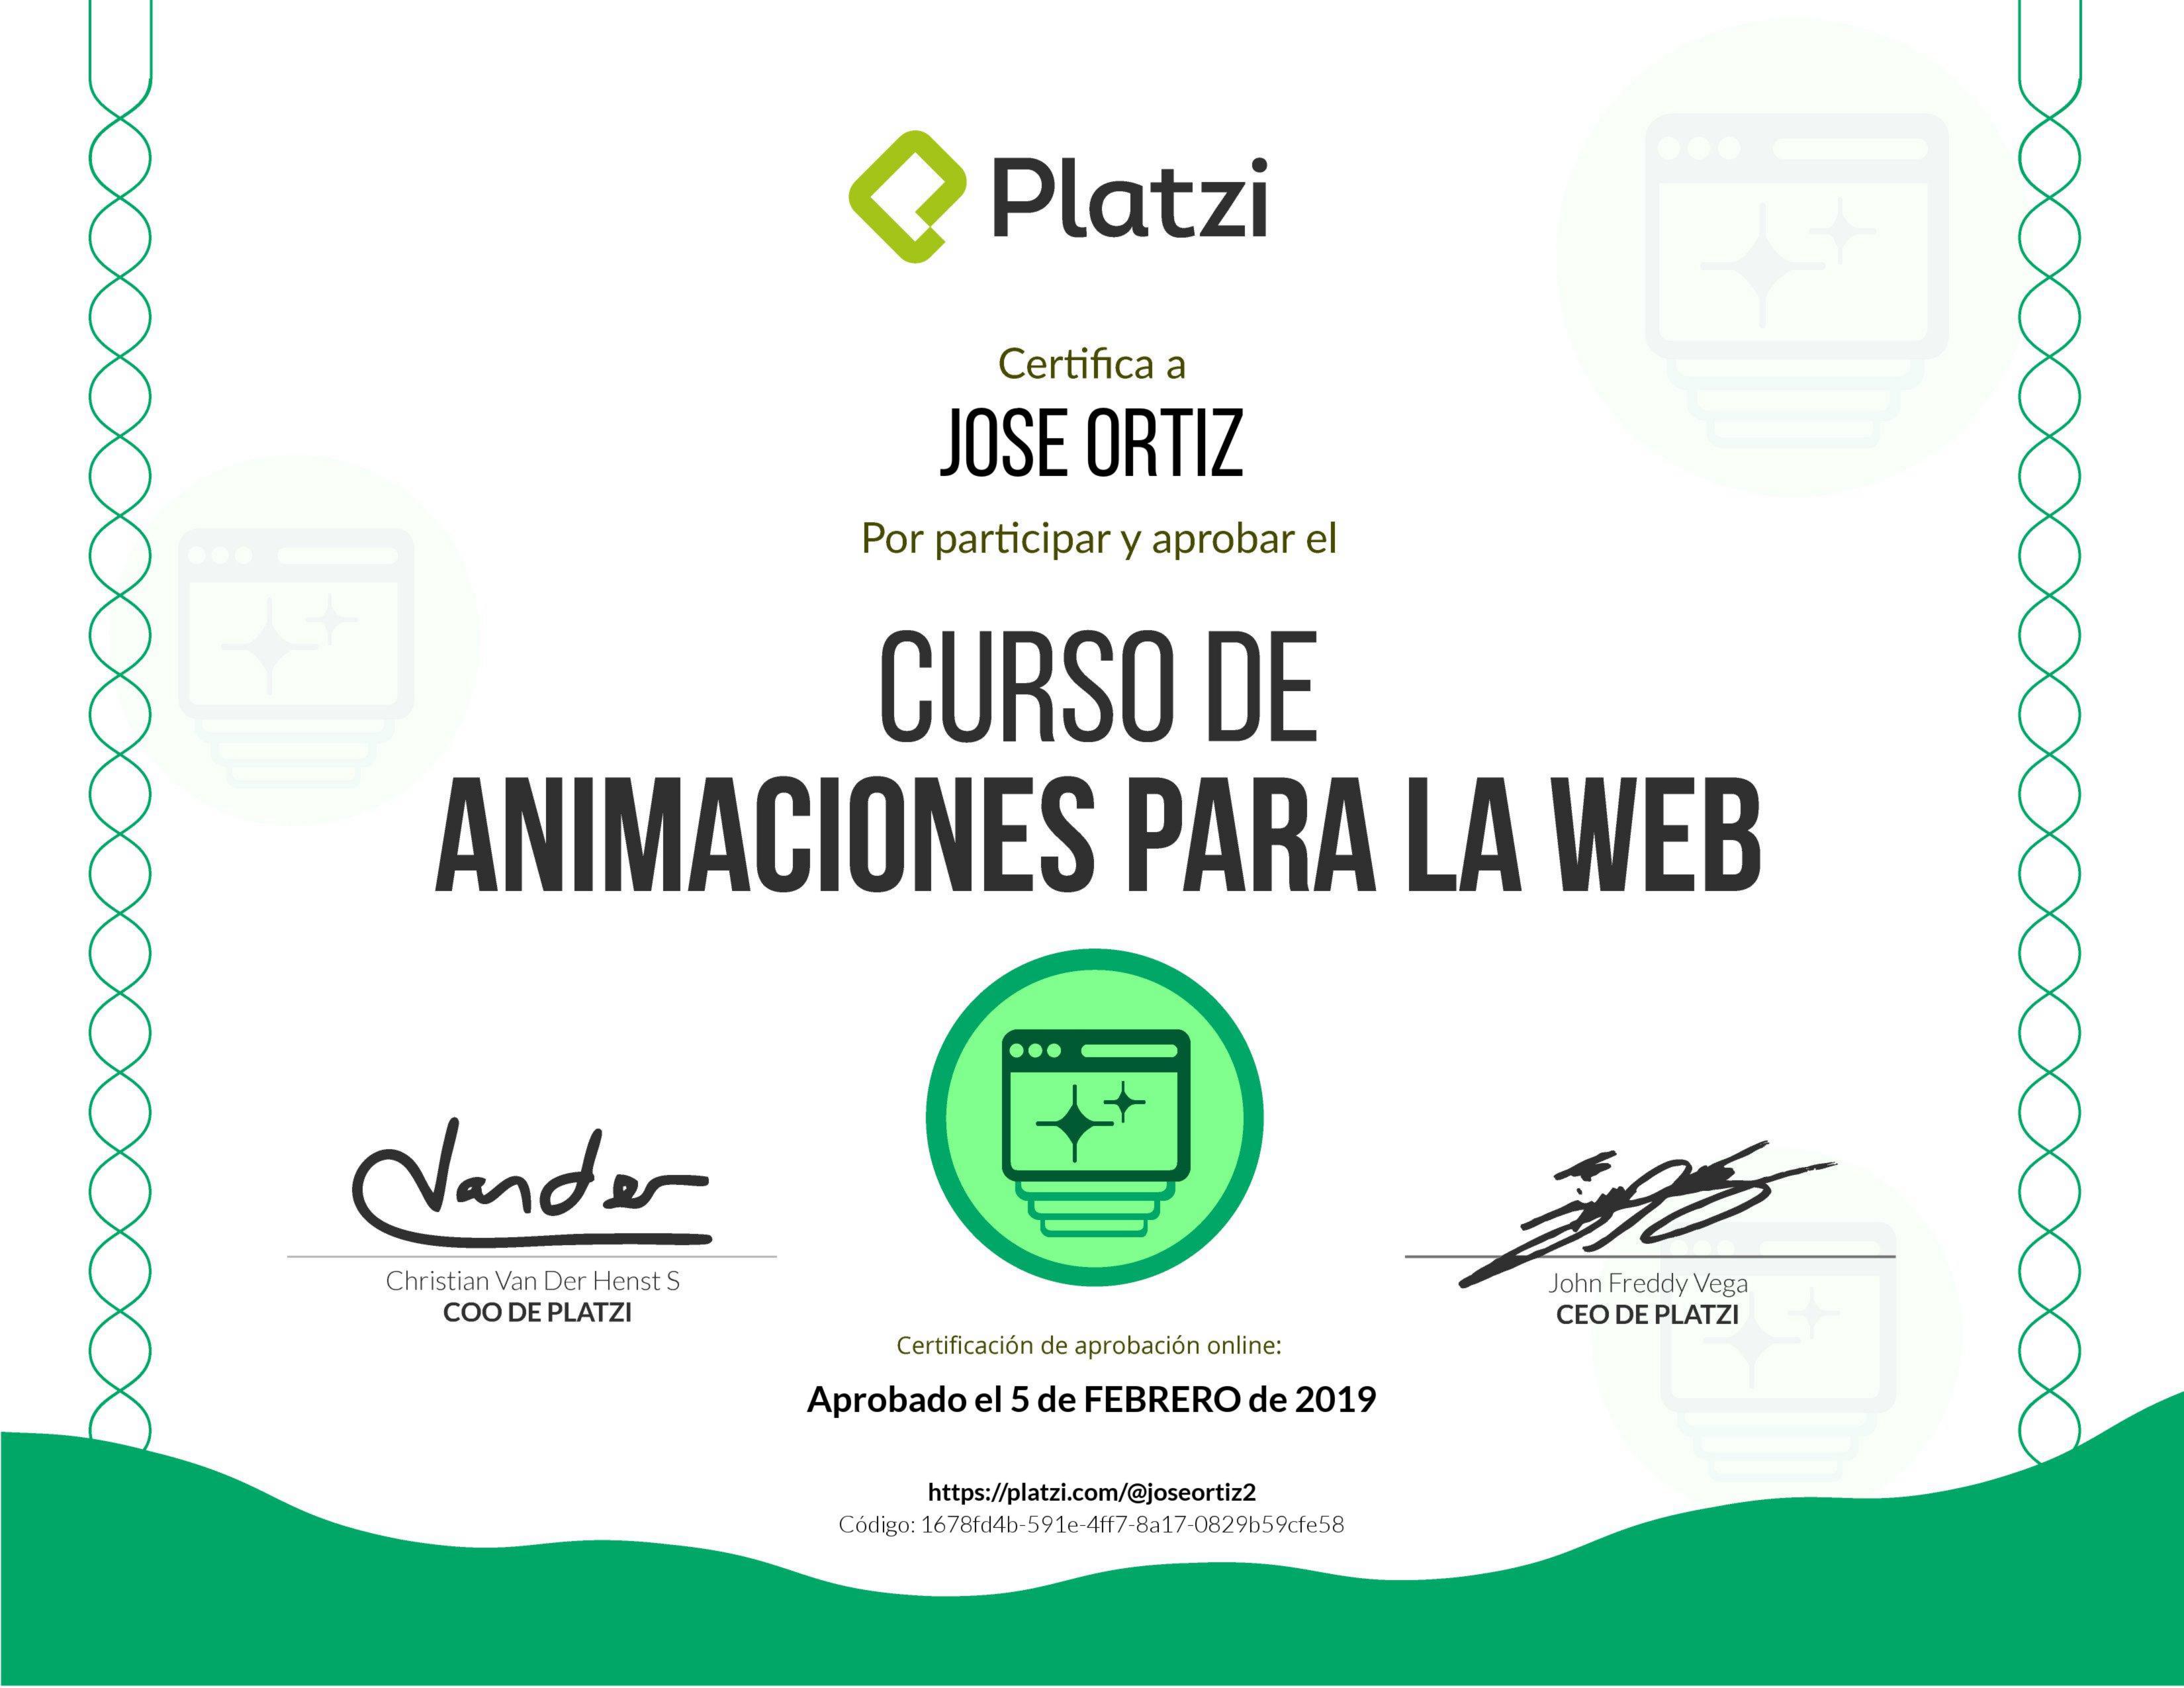 Platzi
Certifica a
JOSE ORTIZ
Por participar y aprobar el
CURSO DE
ANIMACIONES PARA LA WEB
Vander
Christian Van Der Henst S
COO DE PLATZI
John Freddy Vega
CEO DE PLATZI
Certificación de aprobación online:
Aprobado el 5 de FEBRERO de 2019
https://platzi.com/@joseortiz2
Código: 1678fd4b-591e-4ff7-8a17-0829b59cfe58